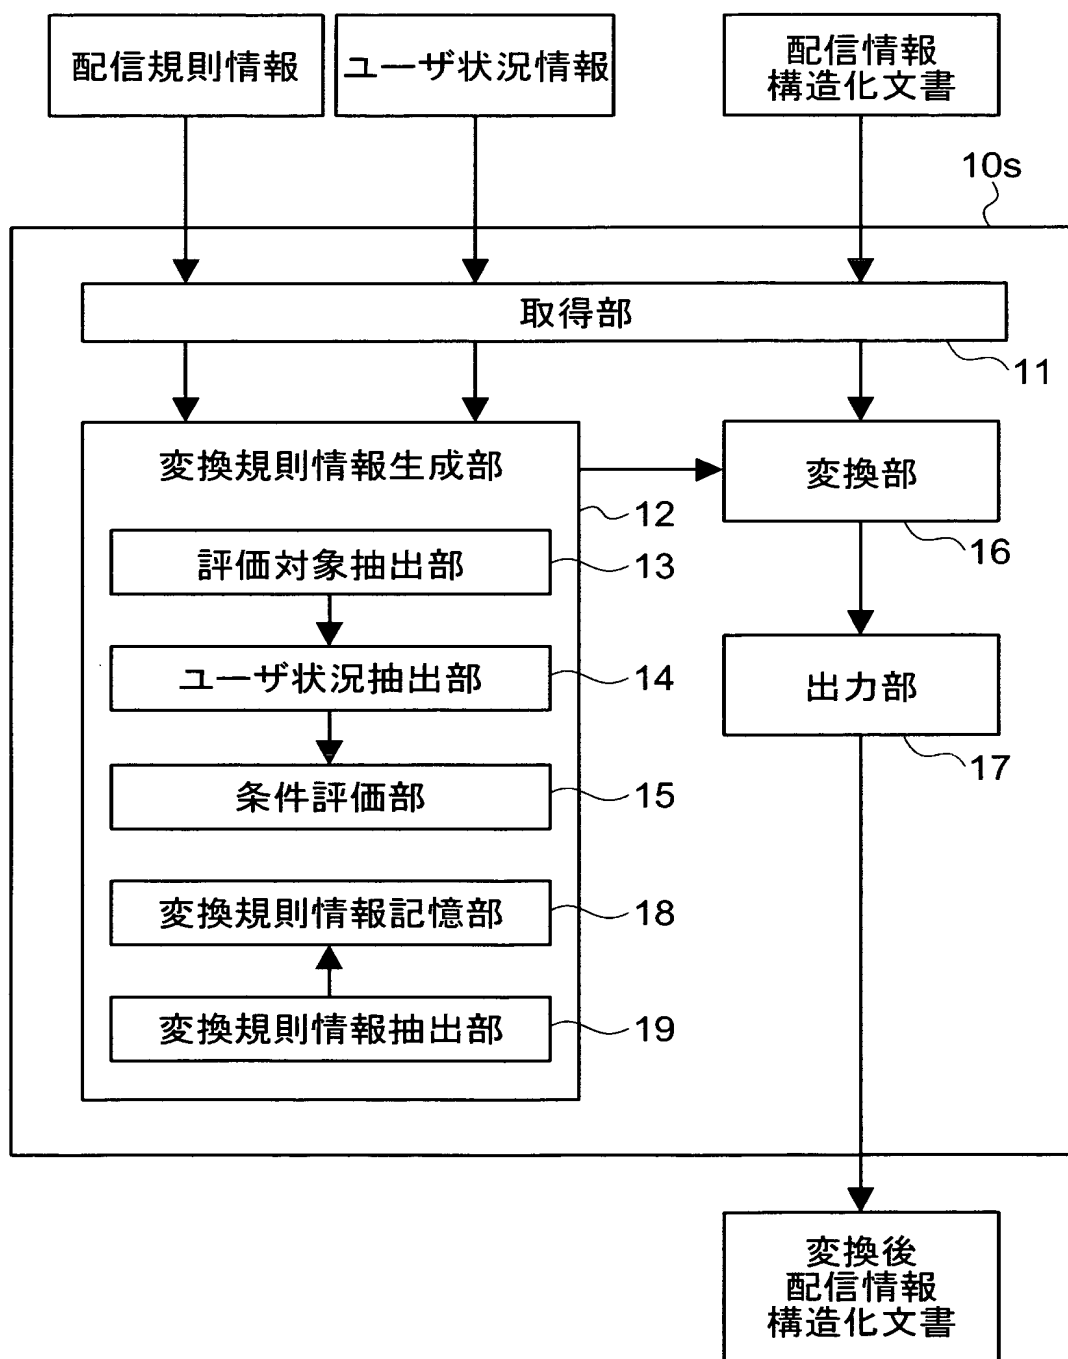 配信規則情報
ユーザ状況情報
配信情報
構造化文書
10s
取得部
11
変換規則情報生成部
12
変換部
16
評価対象抽出部
13
ユーザ状況抽出部
14
出力部
17
条件評価部
15
変換規則情報記憶部
18
変換規則情報抽出部
19
変換後
配信情報
構造化文書